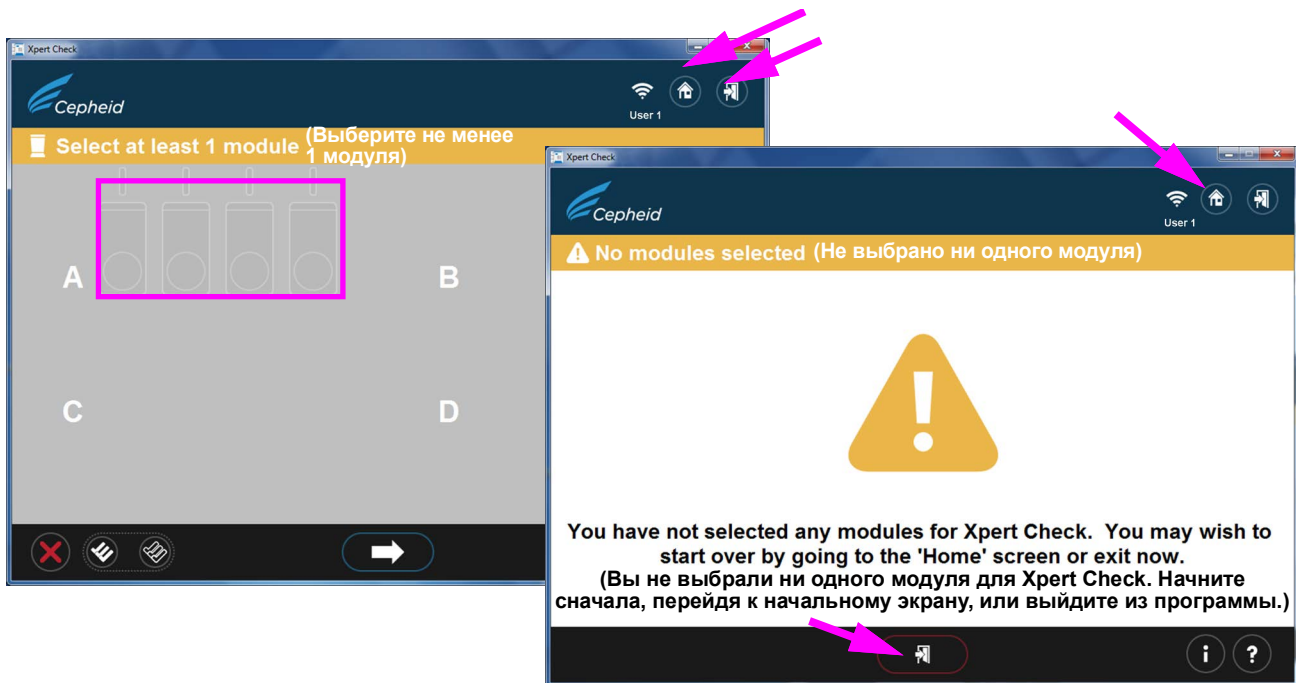 Xpert Check
Cepheid
User 1
Select at least 1 module (Выберите не менее
1 модуля)
A
B
C
D
Xpert Check
Cepheid
User 1
No modules selected (Не выбрано ни одного модуля)
You have not selected any modules for Xpert Check. You may wish to
start over by going to the 'Home' screen or exit now.
(Вы не выбрали ни одного модуля для Xpert Check. Начните
сначала, перейдя к начальному экрану, или выйдите из программы.)